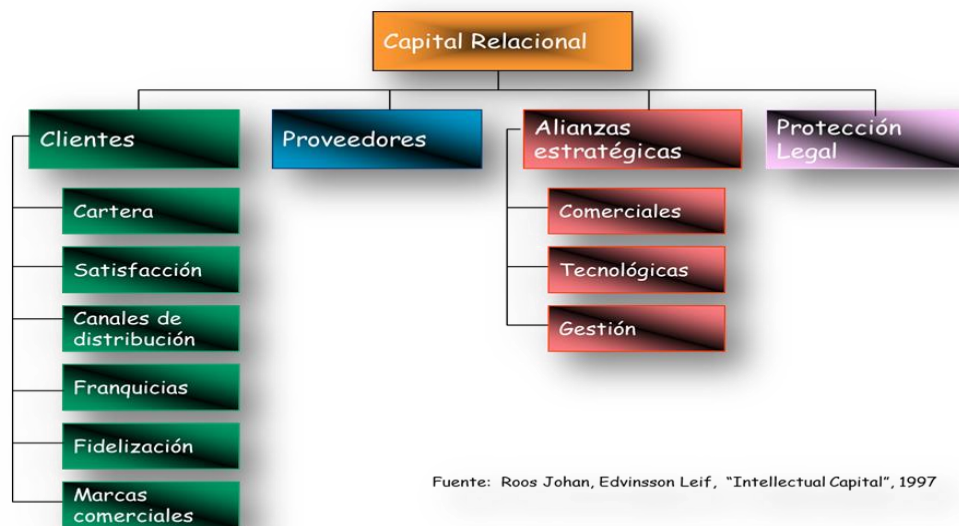 Capital Relacional
Clientes
Proveedores
Alianzas
estratégicas
Protección
Legal
Cartera
Satisfacción
Canales de
distribución
Franquicias
Fidelización
Marcas
comerciales
Comerciales
Tecnológicas
Gestión
Fuente: Roos Johan, Edvinsson Leif, "Intellectual Capital", 1997